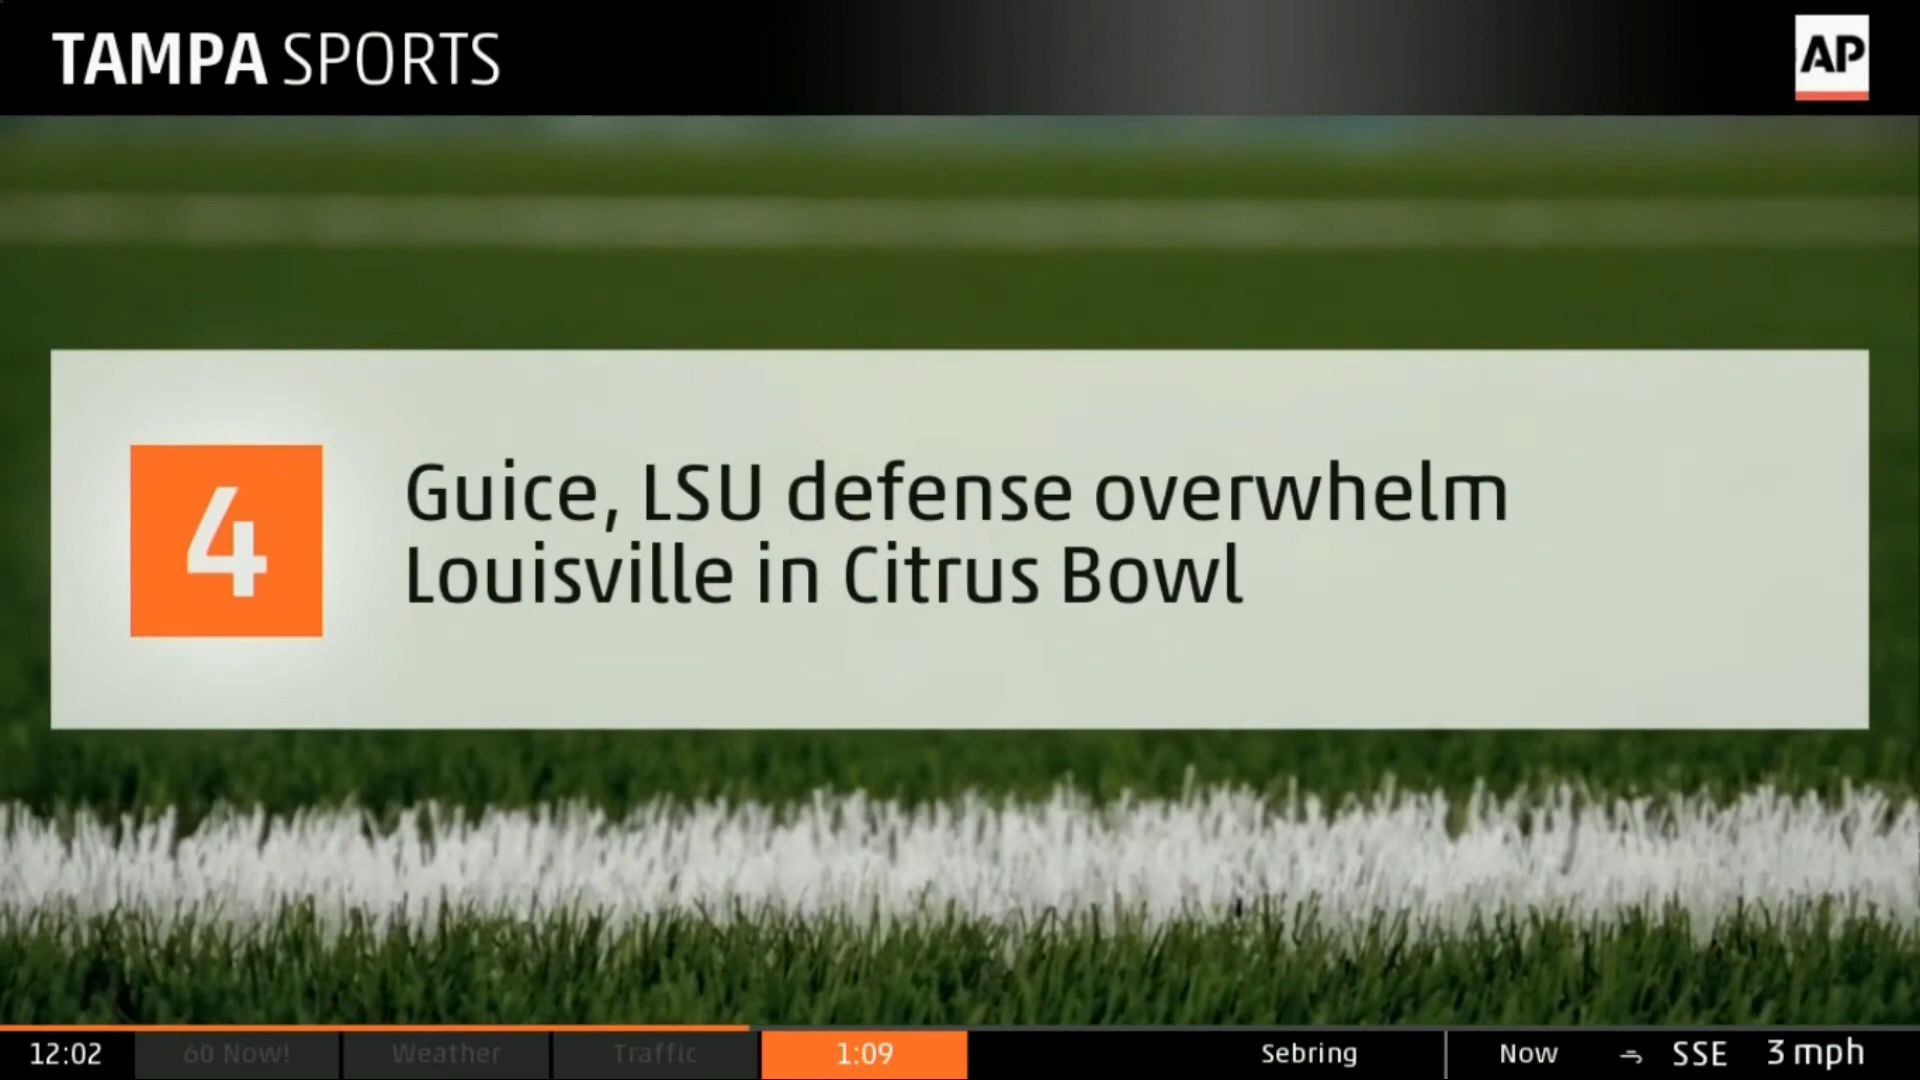 TAMPA SPORTS
AP
4
Guice, LSU defense overwhelm
Louisville in Citrus Bowl
12:02
60 Now!
Weather
Traffic
1:09
Sebring
Now
SSE
3 mph